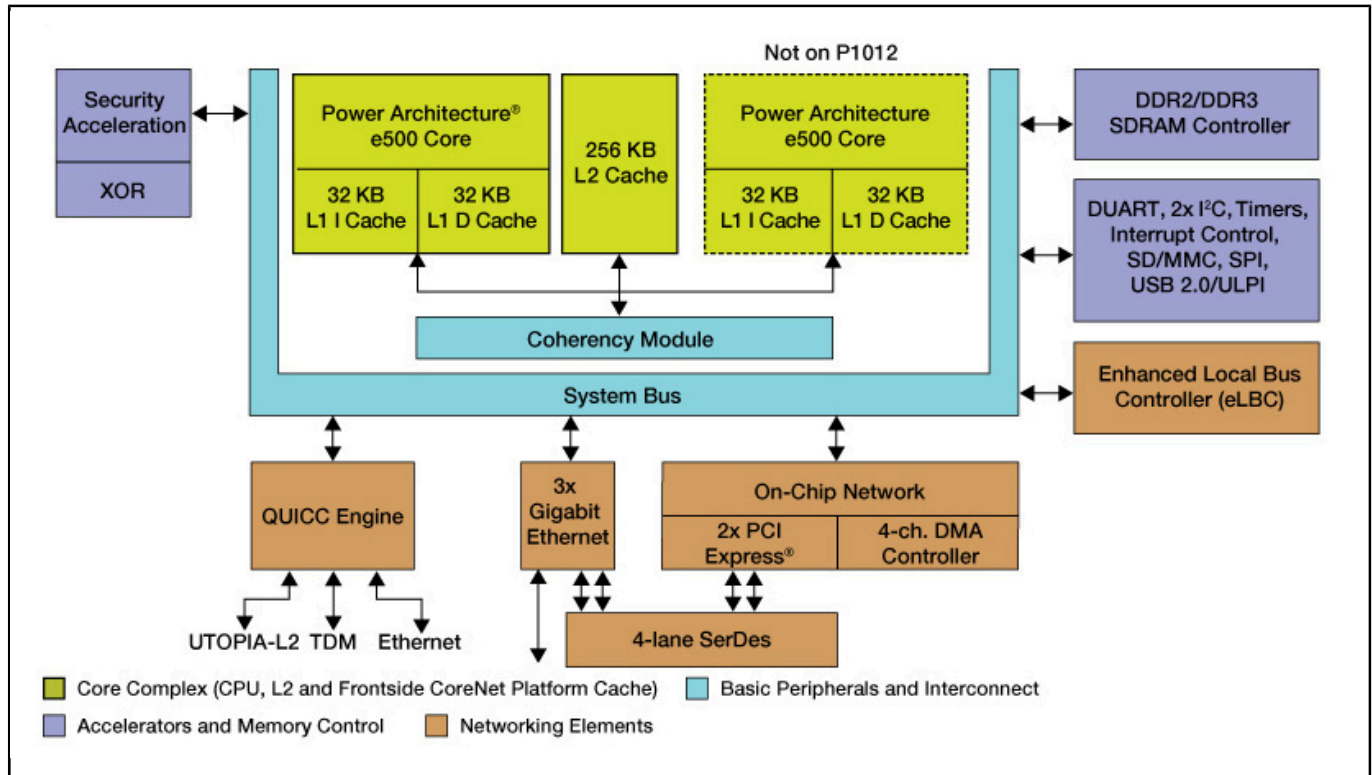 Not on P1012
Security
Acceleration
XOR
Power Architecture®
e500 Core
32 KB
L1 I Cache
32 KB
L1 D Cache
256 KB
L2 Cache
Power Architecture
e500 Core
32 KB
L1 I Cache
32 KB
L1 D Cache
DDR2/DDR3
SDRAM Controller
DUART, 2x I²C, Timers,
Interrupt Control,
SD/MMC, SPI,
USB 2.0/ULPI
Coherency Module
System Bus
Enhanced Local Bus
Controller (eLBC)
QUICC Engine
3x
Gigabit
Ethernet
On-Chip Network
2x PCI
Express®
4-ch. DMA
Controller
UTOPIA-L2 TDM Ethernet
4-lane SerDes
Core Complex (CPU, L2 and Frontside CoreNet Platform Cache)
Basic Peripherals and Interconnect
Accelerators and Memory Control
Networking Elements